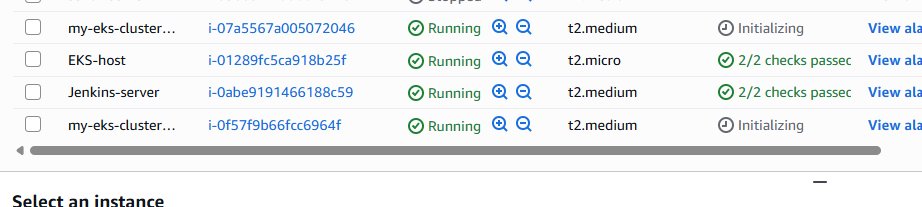 my-eks-cluster... i-07a5567a005072046 Running t2.medium Initializing View ala
EKS-host i-01289fc5ca918b25f Running t2.micro 2/2 checks passec View ala
Jenkins-server i-0abe9191466188c59 Running t2.medium 2/2 checks passec View ala
my-eks-cluster... i-0f57f9b66fcc6964f Running t2.medium Initializing View ala
Select an instance